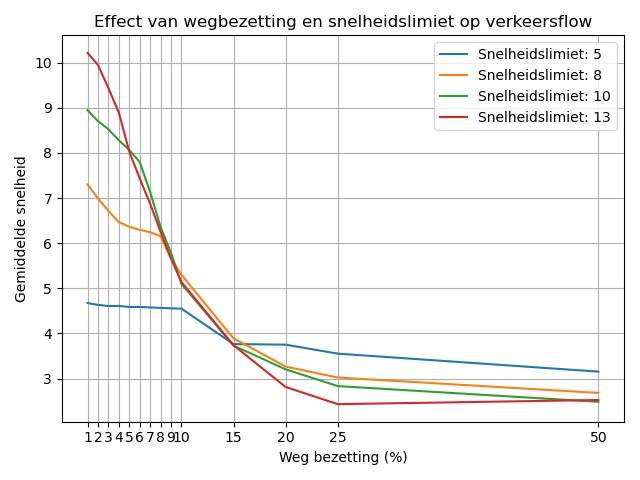 Effect van wegbezetting en snelheidslimiet op verkeersflow
Snelheidslimiet: 5
Snelheidslimiet: 8
Snelheidslimiet: 10
Snelheidslimiet: 13
Gemiddelde snelheid
10
9
8
7
6
5
4
3
1 2 3 4 5 6 7 8 9 10 15 20 25 50
Weg bezetting (%)